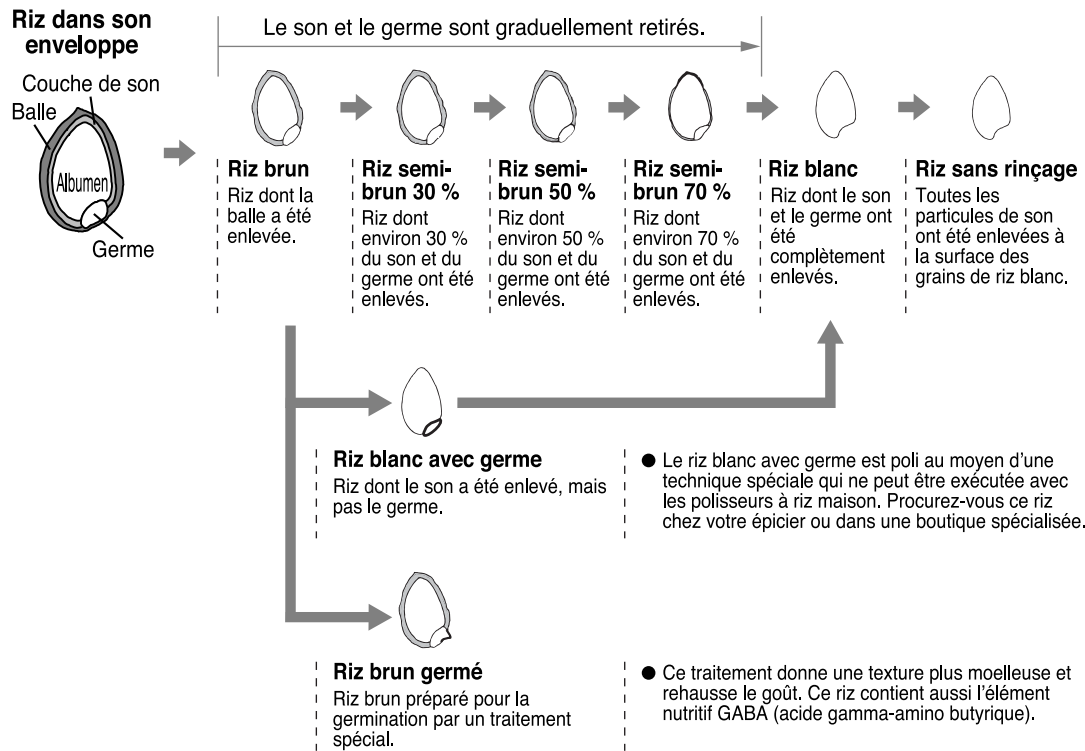 Riz dans son
enveloppe
Couche de son
Balle
Albumen
Germe
Le son et le germe sont graduellement retirés.
Riz brun
Riz dont la
balle a été
enlevée.
Riz semi-
brun 30 %
Riz dont
environ 30 %
du son et du
germe ont été
enlevés.
Riz semi-
brun 50 %
Riz dont
environ 50 %
du son et du
germe ont été
enlevés.
Riz semi-
brun 70 %
Riz dont
environ 70 %
du son et du
germe ont été
enlevés.
Riz blanc
Riz dont le son
et le germe ont
été
complètement
enlevés.
Riz sans rinçage
Toutes les
particules de son
ont été enlevées à
la surface des
grains de riz blanc.
Riz blanc avec germe
Riz dont le son a été enlevé, mais
pas le germe.
● Le riz blanc avec germe est poli au moyen d’une
technique spéciale qui ne peut être exécutée avec
les polisseurs à riz maison. Procurez-vous ce riz
chez votre épicier ou dans une boutique spécialisée.
Riz brun germé
Riz brun préparé pour la
germination par un traitement
spécial.
● Ce traitement donne une texture plus moelleuse et
rehausse le goût. Ce riz contient aussi l’élément
nutritif GABA (acide gamma-amino butyrique).